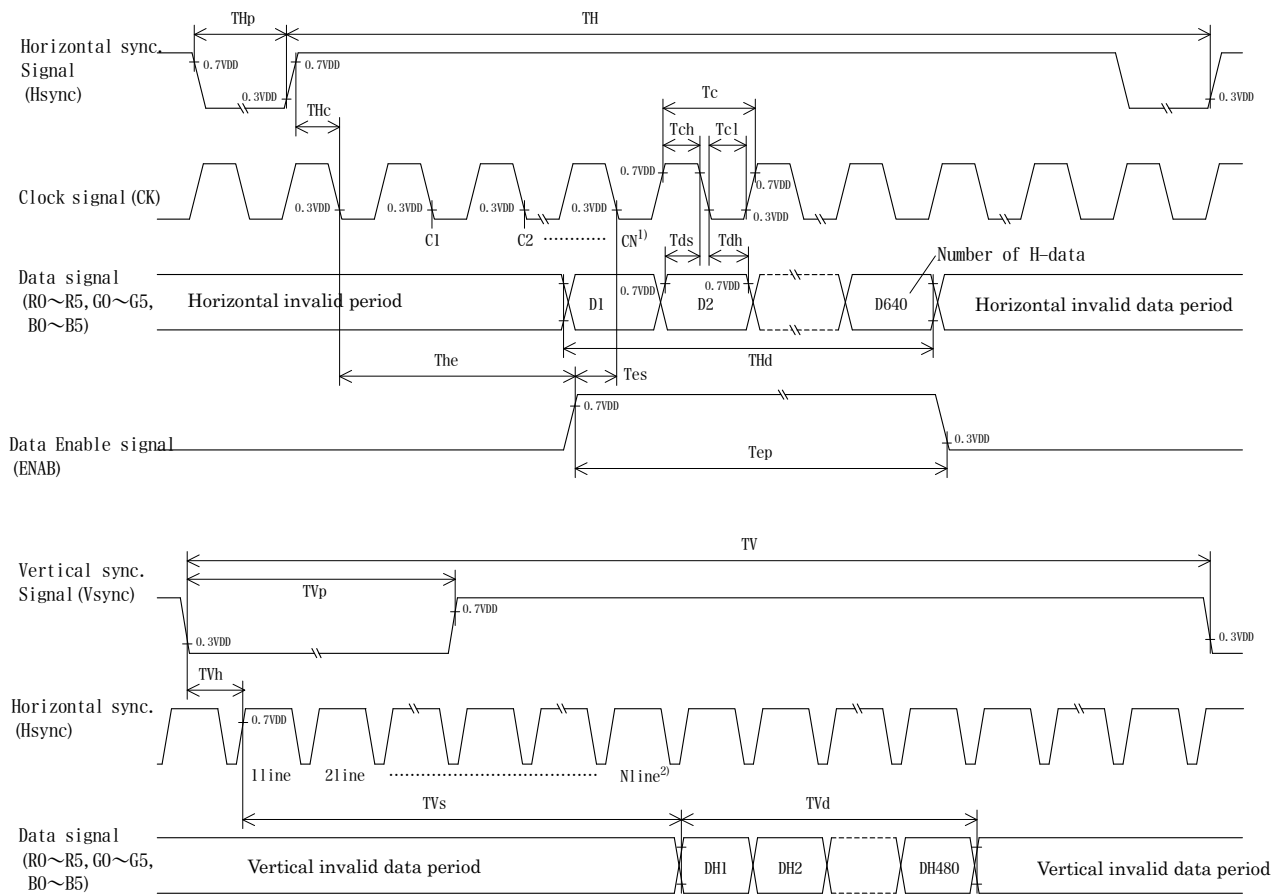 THp
TH
Horizontal sync.
Signal
(Hsync)
0.7VDD
0.3VDD
0.7VDD
0.3VDD
THc
Tc
Tch
Tcl
Clock signal(CK)
0.3VDD
0.3VDD
0.3VDD
0.3VDD
0.7VDD
0.7VDD
0.3VDD
C1
C2
············
CN1)
Tds
Tdh
Number of H-data
Data signal
(R0〜R5,G0〜G5,
B0〜B5)
Horizontal invalid period
D1
0.7VDD
D2
0.7VDD
D640
Horizontal invalid data period
THd
The
Tes
Data Enable signal
(ENAB)
0.7VDD
0.3VDD
Tep
TV
Vertical sync.
Signal(Vsync)
TVp
0.3VDD
0.7VDD
0.3VDD
TVh
Horizontal sync.
(Hsync)
0.7VDD
1line
2line
········································
Nline2)
TVs
TVd
Data signal
(R0〜R5,G0〜G5,
B0〜B5)
Vertical invalid data period
DH1
DH2
DH480
Vertical invalid data period